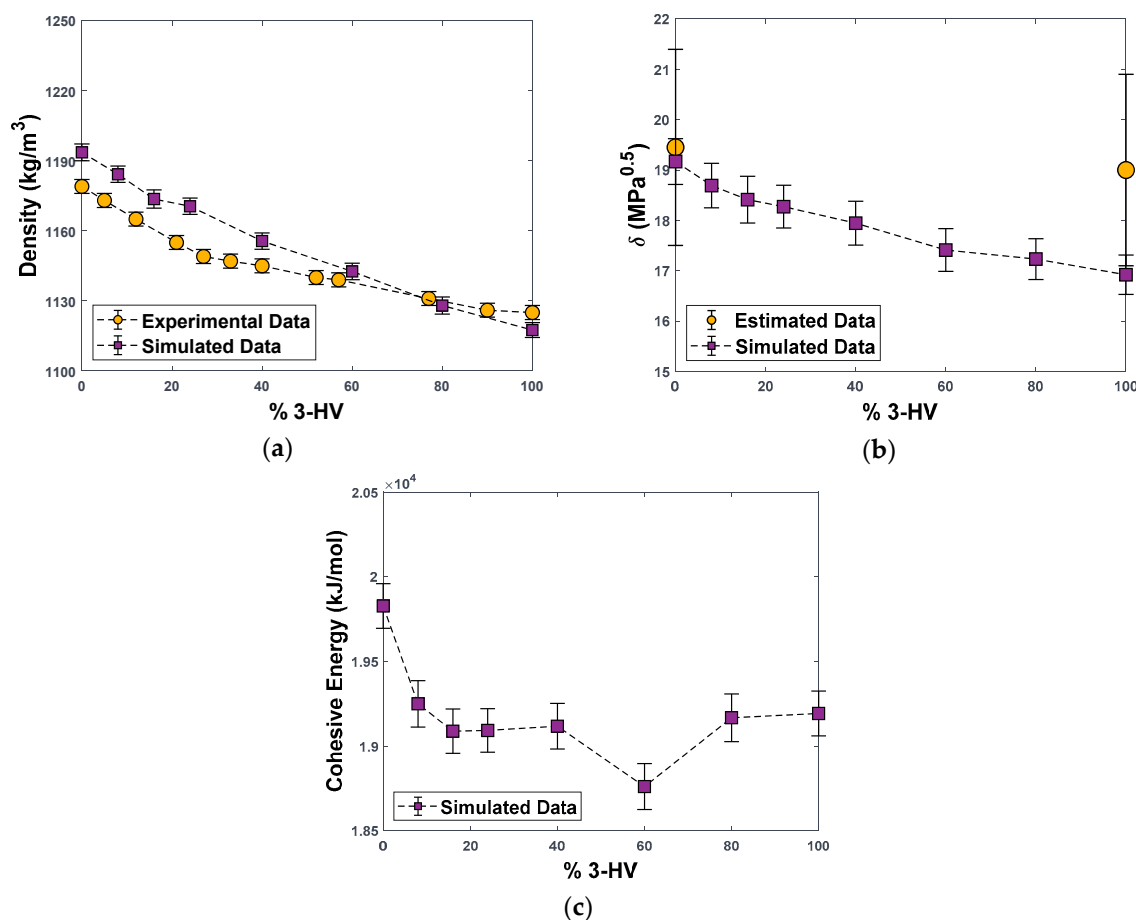 1250
1220
1190
1160
1130
1100
Density (kg/m³)
Experimental Data
Simulated Data
0 20 40 60 80 100
% 3-HV
(a)
22
21
20
19
18
17
16
15
δ (MPa^0.5)
Estimated Data
Simulated Data
0 20 40 60 80 100
% 3-HV
(b)
×10⁴
2.05
2
1.95
1.9
1.85
Cohesive Energy (kJ/mol)
Simulated Data
0 20 40 60 80 100
% 3-HV
(c)